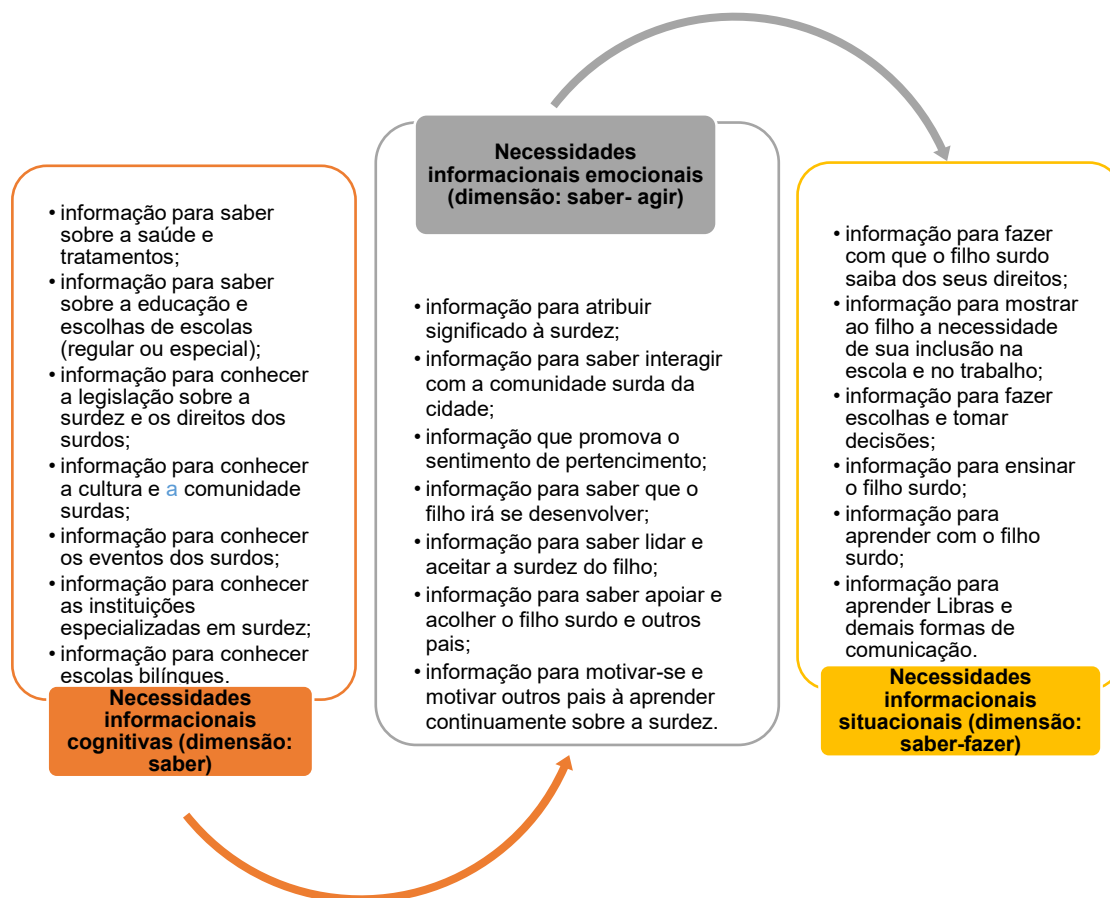 • informação para saber
sobre a saúde e
tratamentos;
• informação para saber
sobre a educação e
escolhas de escolas
(regular ou especial);
• informação para conhecer
a legislação sobre a
surdez e os direitos dos
surdos;
• informação para conhecer
a cultura e a comunidade
surdas;
• informação para conhecer
os eventos dos surdos;
• informação para conhecer
as instituições
especializadas em surdez;
• informação para conhecer
escolas bilíngues.
Necessidades
informacionais
cognitivas (dimensão:
saber)
Necessidades
informacionais emocionais
(dimensão: saber- agir)
• informação para atribuir
significado à surdez;
• informação para saber interagir
com a comunidade surda da
cidade;
• informação que promova o
sentimento de pertencimento;
• informação para saber que o
filho irá se desenvolver;
• informação para saber lidar e
aceitar a surdez do filho;
• informação para saber apoiar e
acolher o filho surdo e outros
pais;
• informação para motivar-se e
motivar outros pais à aprender
continuamente sobre a surdez.
• informação para fazer
com que o filho surdo
saiba dos seus direitos;
• informação para mostrar
ao filho a necessidade
de sua inclusão na
escola e no trabalho;
• informação para fazer
escolhas e tomar
decisões;
• informação para ensinar
o filho surdo;
• informação para
aprender com o filho
surdo;
• informação para
aprender Libras e
demais formas de
comunicação.
Necessidades
informacionais
situacionais (dimensão:
saber-fazer)